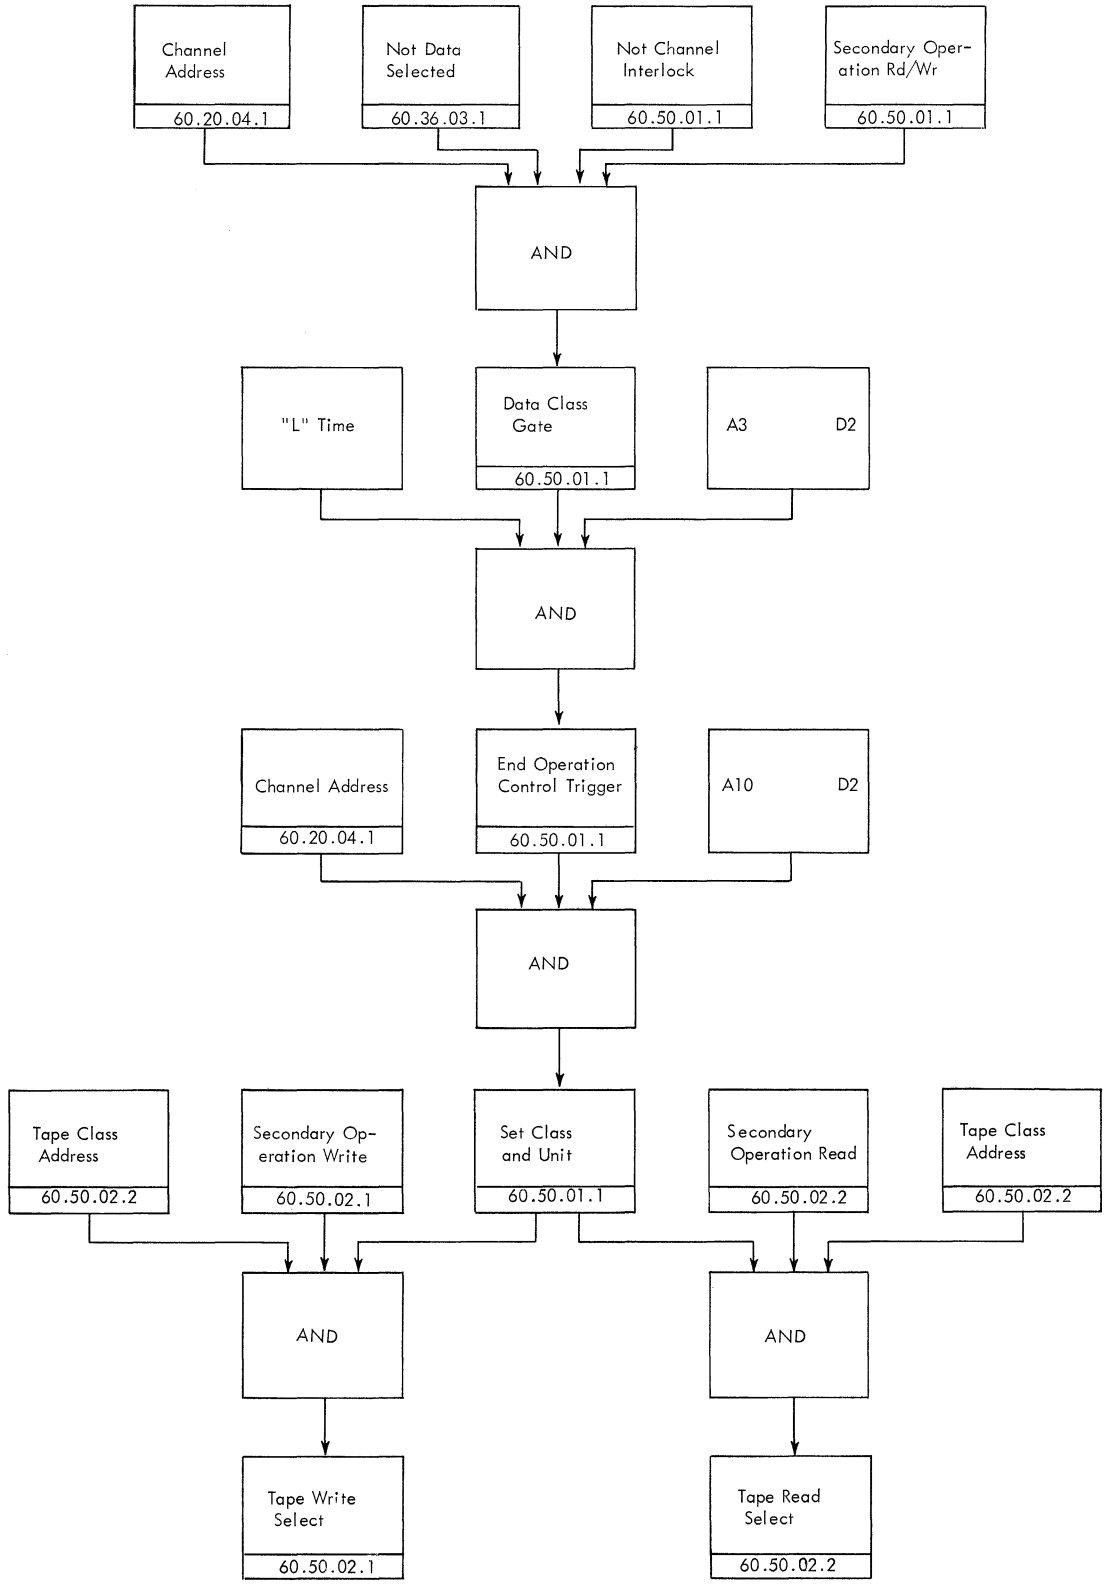 Channel
Address
60.20.04.1
Not Data
Selected
60.36.03.1
Not Channel
Interlock
60.50.01.1
Secondary Oper-
ation Rd/Wr
60.50.01.1
AND
"L" Time
Data Class
Gate
60.50.01.1
A3 D2
AND
Channel Address
60.20.04.1
End Operation
Control Trigger
60.50.01.1
A10 D2
AND
Tape Class
Address
60.50.02.2
Secondary Op-
eration Write
60.50.02.1
Set Class
and Unit
60.50.01.1
Secondary
Operation Read
60.50.02.2
Tape Class
Address
60.50.02.2
AND
AND
Tape Write
Select
60.50.02.1
Tape Read
Select
60.50.02.2